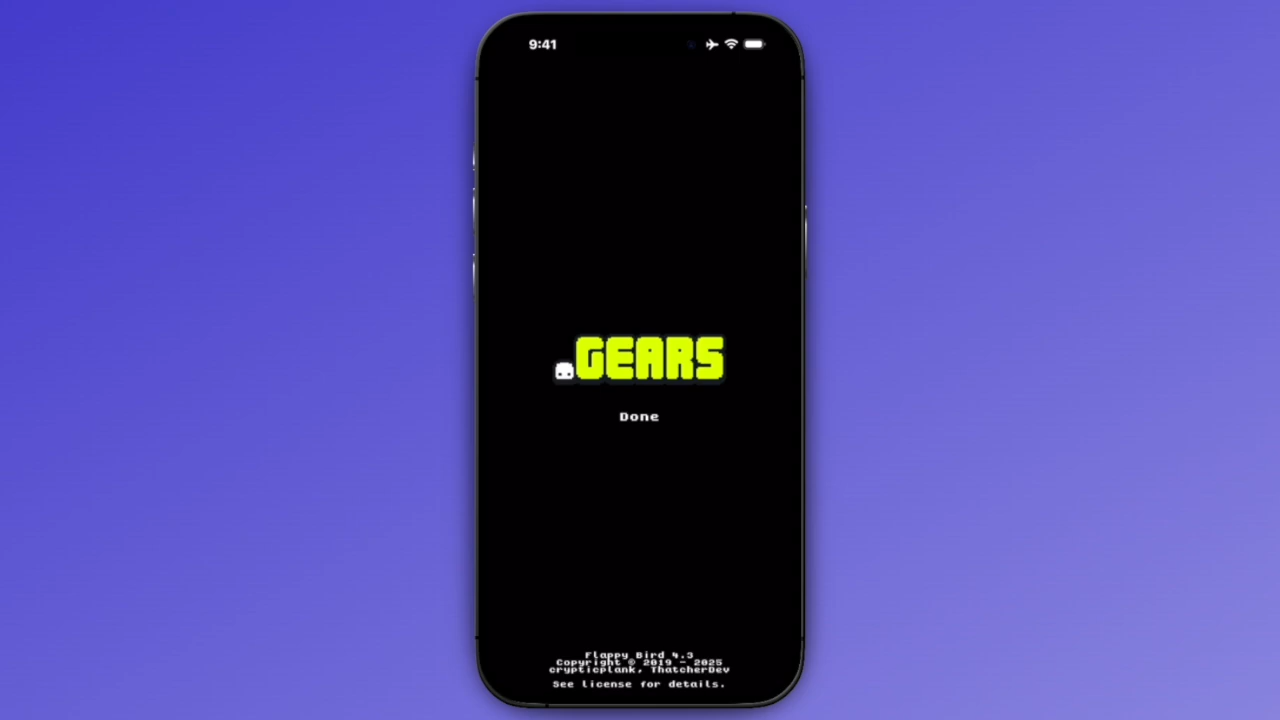 9:41
.GEARS
Done
Flappy Bird 4.3
Copyright © 2019 - 2025
crypticplank, ThatcherDev
See license for details.